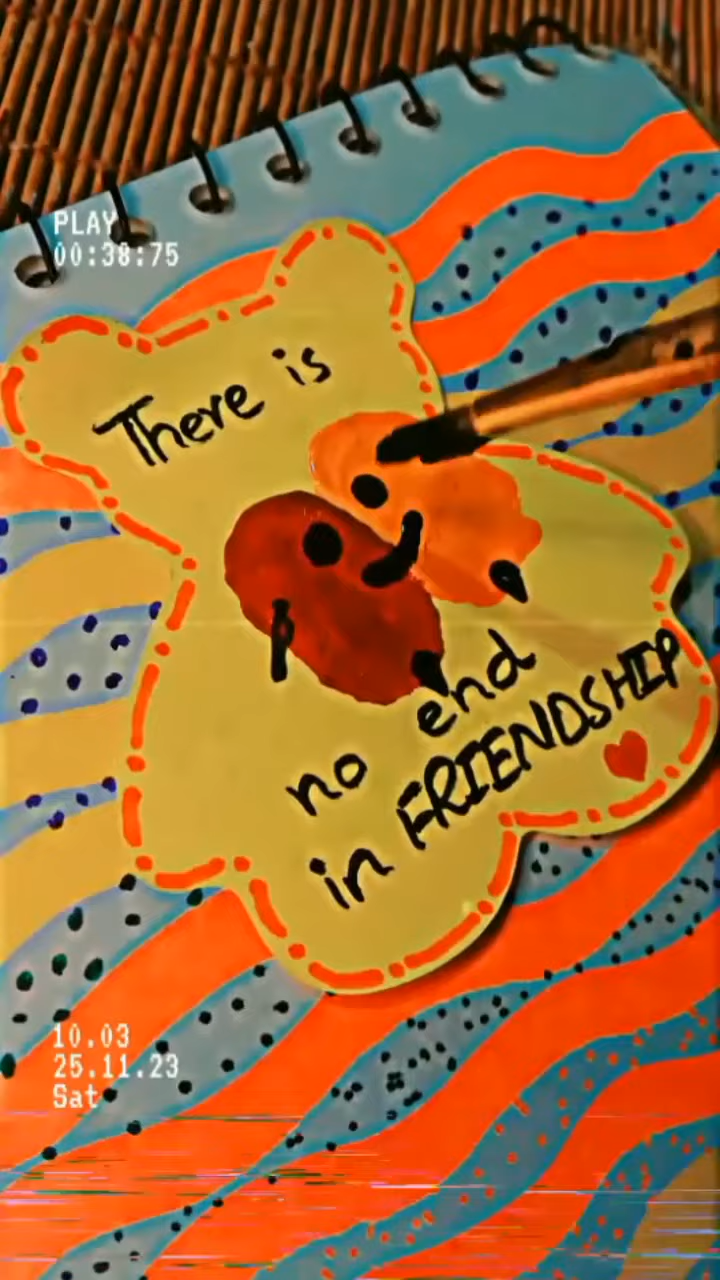 PLAY
00:38:75
There is
no end
in FRIENDSHIP
10.03
25.11.23
Sat